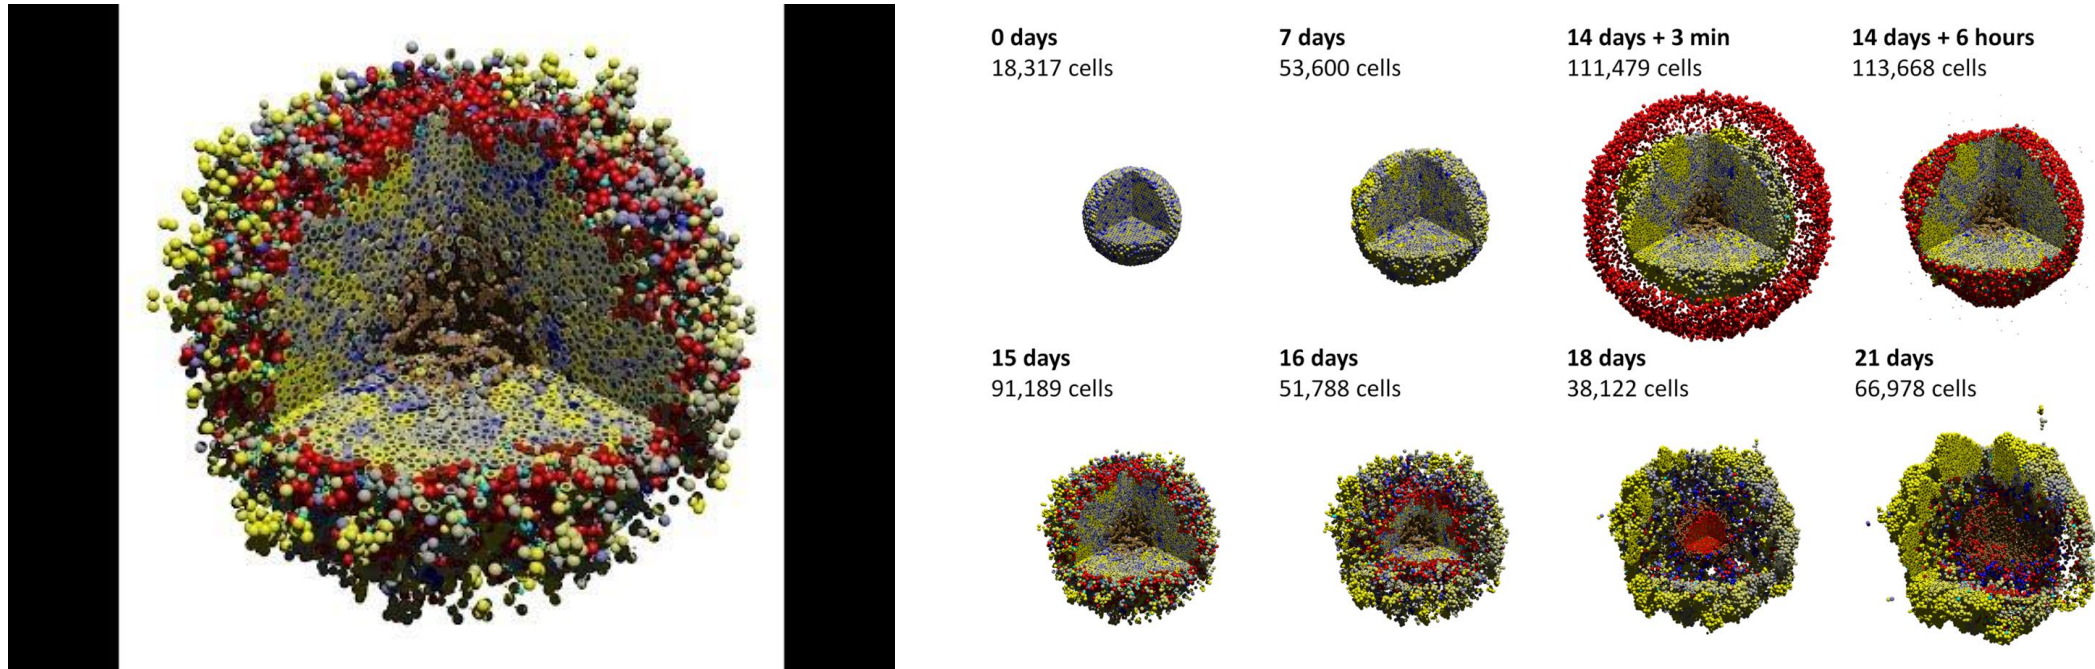 0 days
18,317 cells
7 days
53,600 cells
14 days + 3 min
111,479 cells
14 days + 6 hours
113,668 cells
15 days
91,189 cells
16 days
51,788 cells
18 days
38,122 cells
21 days
66,978 cells